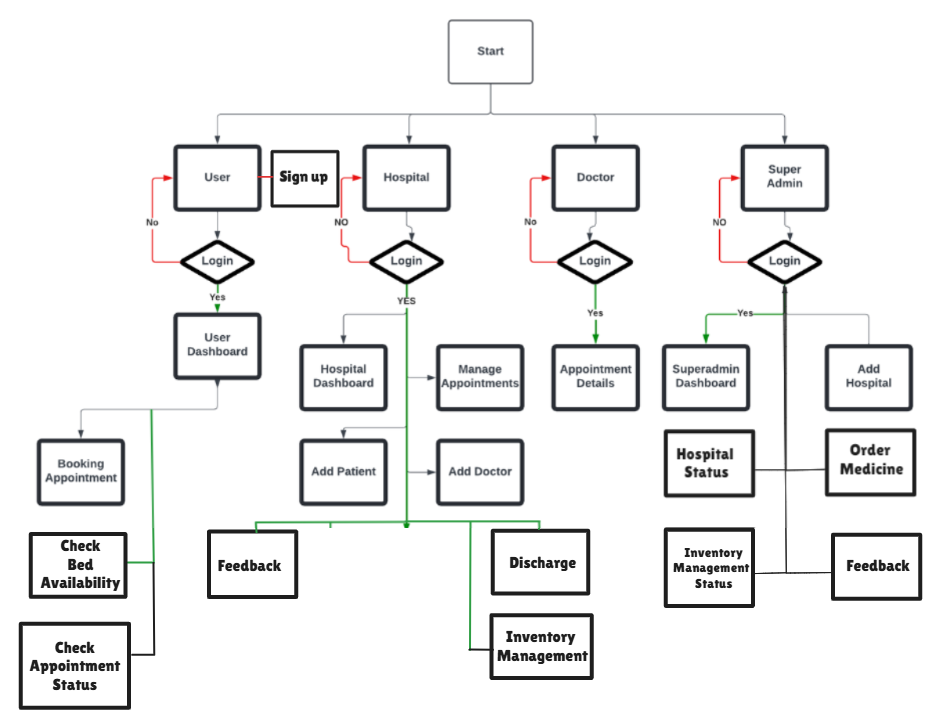 Start
User
Sign up
Hospital
Doctor
Super
Admin
No
NO
No
NO
Login
Login
Login
Login
Yes
YES
Yes
Yes
User
Dashboard
Hospital
Dashboard
Manage
Appointments
Appointment
Details
Superadmin
Dashboard
Add
Hospital
Booking
Appointment
Add Patient
Add Doctor
Hospital
Status
Order
Medicine
Check
Bed
Availability
Feedback
Discharge
Inventory
Management
Status
Feedback
Check
Appointment
Status
Inventory
Management